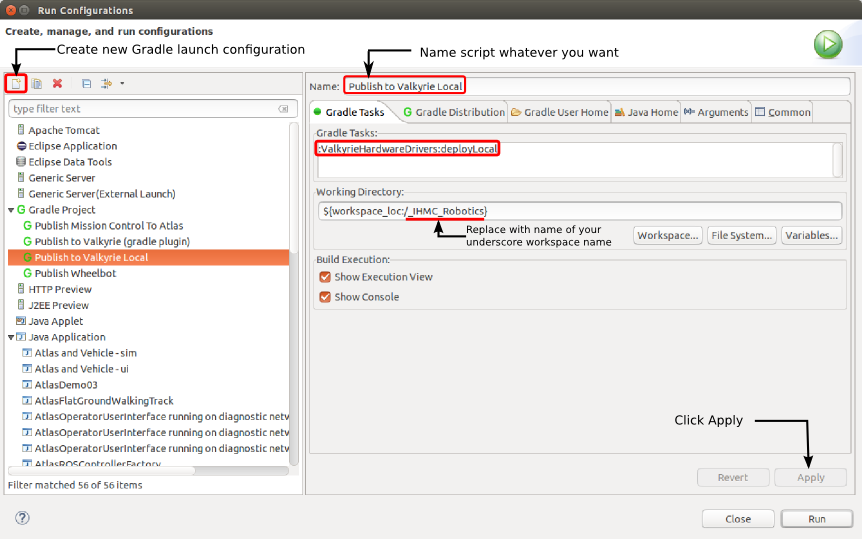 Run Configurations
Create, manage, and run configurations
Create new Gradle launch configuration
Name script whatever you want
Name: Publish to Valkyrie Local
type filter text
Apache Tomcat
Eclipse Application
Eclipse Data Tools
Generic Server
Generic Server(External Launch)
Gradle Project
Publish Mission Control To Atlas
Publish to Valkyrie (gradle plugin)
Publish to Valkyrie Local
Publish Wheelbot
HTTP Preview
J2EE Preview
Java Applet
Java Application
Atlas and Vehicle - sim
Atlas and Vehicle - ui
AtlasDemo03
AtlasFlatGroundWalkingTrack
AtlasOperatorUserInterface running on diagnostic netw
AtlasOperatorUserInterface running on diagnostic netw
AtlasOperatorUserInterface running on diagnostic netw
AtlasROSControllerFactory
Filter matched 56 of 56 items
Gradle Tasks Gradle Distribution Gradle User Home Java Home Arguments Common
Gradle Tasks:
:ValkyrieHardwareDrivers:deployLocal
Working Directory:
${workspace_loc:/_IHMC_Robotics}
Replace with name of your
underscore workspace name
Workspace... File System... Variables...
Build Execution:
Show Execution View
Show Console
Click Apply
Revert Apply
Close Run